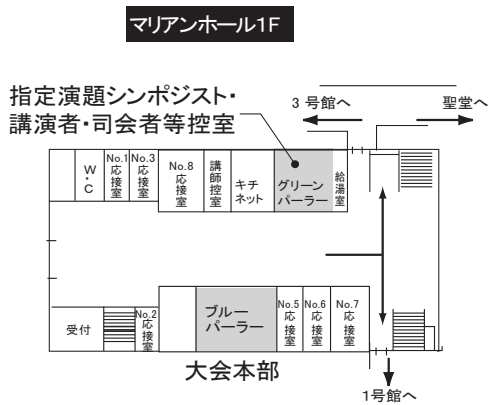 マリアンホール1F
指定演題シンポジスト・
講演者・司会者等控室
3 号館へ
聖堂へ
W・C
No.1
応接室
No.3
応接室
No.8
応接室
講師控室
キチ
ネット
グリーン
パーラー
給湯室
受付
No.2
応接室
ブルー
パーラー
No.5
応接室
No.6
応接室
No.7
応接室
大会本部
1号館へ